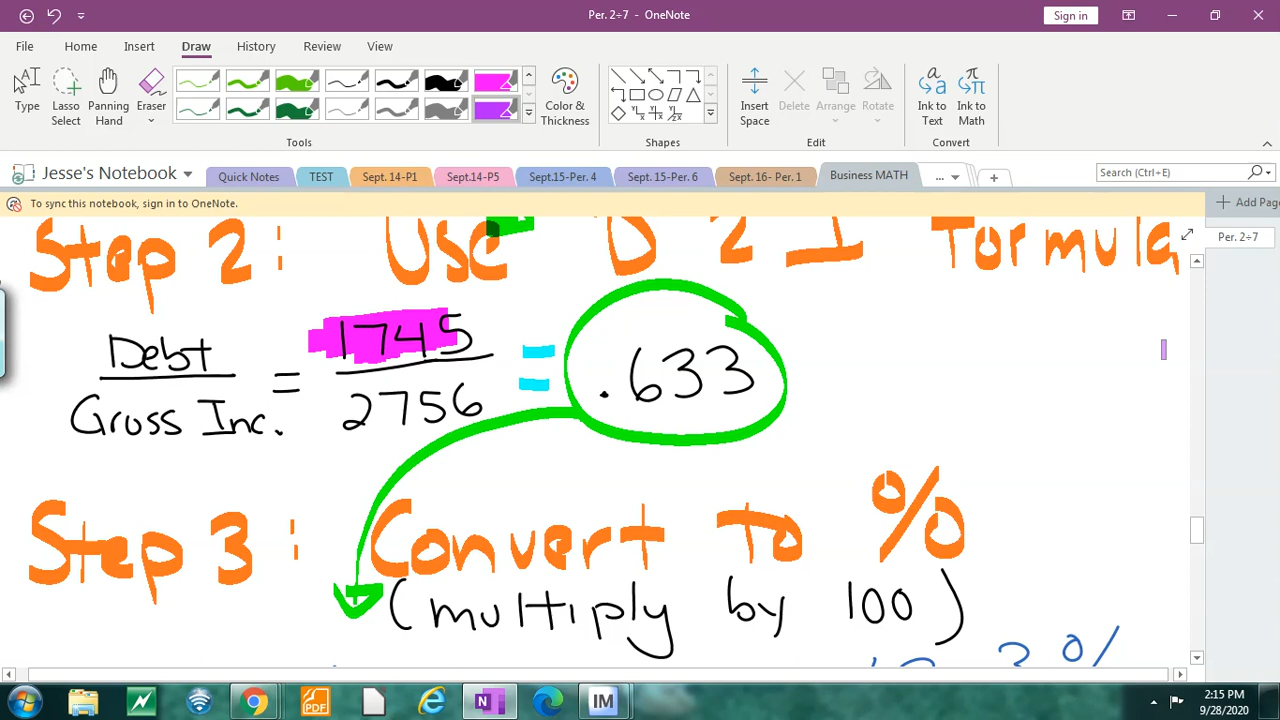 Per. 2÷7 - OneNote
Sign in
File Home Insert Draw History Review View
Type
Lasso Select
Panning Hand
Eraser
Color & Thickness
Insert Space
Delete
Arrange
Rotate
Ink to Text
Ink to Math
Tools
Shapes
Edit
Convert
Jesse's Notebook
Quick Notes TEST Sept. 14-P1 Sept.14-P5 Sept.15-Per. 4 Sept. 15-Per. 6 Sept. 16- Per. 1 Business MATH ... +
Search (Ctrl+E)
To sync this notebook, sign in to OneNote.
Add Pag
Per. 2÷7
Step 2: Use D 2 I Formula
Debt
Gross Inc.
=
1745
2756
=
.633
Step 3: Convert To %
(multiply by 100)
2:15 PM
9/28/2020
PDF
IM